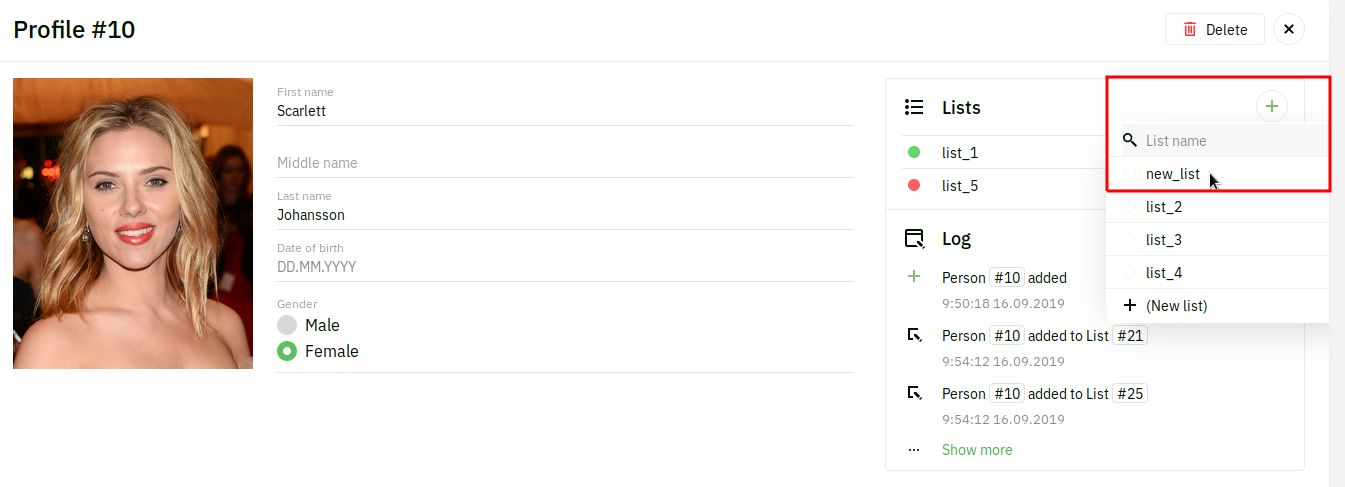 Profile #10
Delete
First name
Scarlett
Middle name
Last name
Johansson
Date of birth
DD.MM.YYYY
Gender
Male
Female
Lists
list_1
list_5
List name
new_list
list_2
list_3
list_4
(New list)
Log
Person #10 added
9:50:18 16.09.2019
Person #10 added to List #21
9:54:12 16.09.2019
Person #10 added to List #25
9:54:12 16.09.2019
Show more